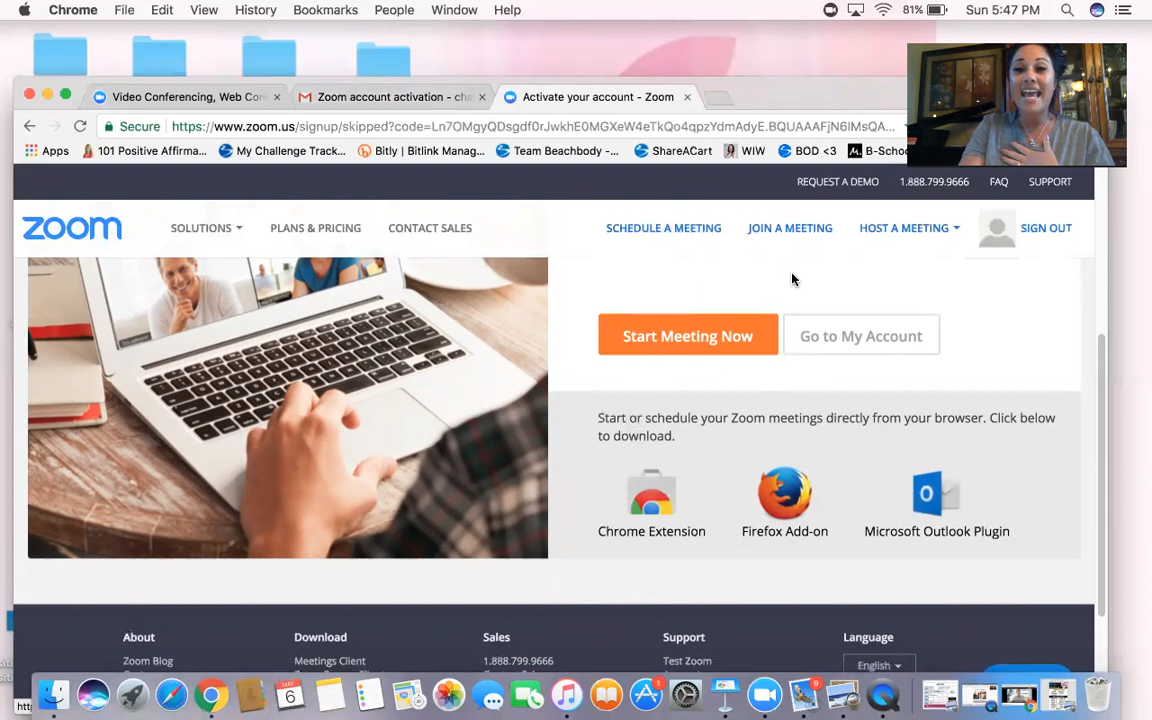 Chrome File Edit View History Bookmarks People Window Help 81% Sun 5:47 PM
Video Conferencing, Web Con
Zoom account activation - cha
Activate your account - Zoom
Secure https://www.zoom.us/signup/skipped?code=
Apps 101 Positive Affirma... My Challenge Track... Bitly | Bitlink Manag... Team Beachbody -... ShareACart WIW BOD <3 B-Schoo
REQUEST A DEMO 1.888.799.9666 FAQ SUPPORT
zoom SOLUTIONS PLANS & PRICING CONTACT SALES SCHEDULE A MEETING JOIN A MEETING HOST A MEETING SIGN OUT
Start Meeting Now Go to My Account
Start or schedule your Zoom meetings directly from your browser. Click below
to download.
Chrome Extension Firefox Add-on Microsoft Outlook Plugin
About Download Sales Support Language
Zoom Blog Meetings Client 1.888.799.9666 Test Zoom English
MAY
6
1
9